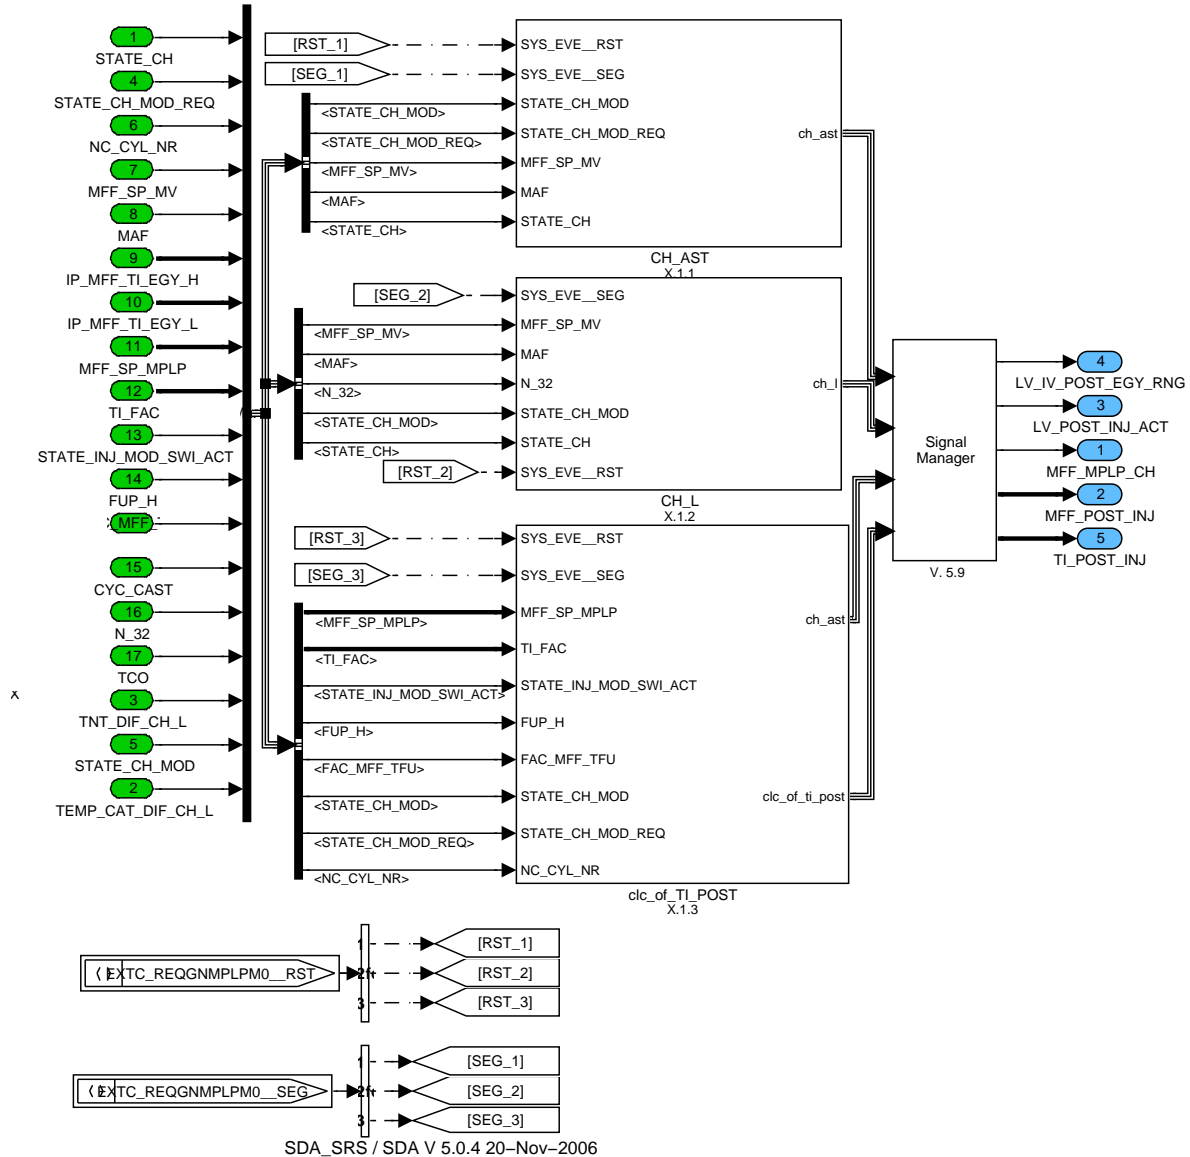 1
STATE_CH
4
STATE_CH_MOD_REQ
6
NC_CYL_NR
7
MFF_SP_MV
8
MAF
9
IP_MFF_TI_EGY_H
10
IP_MFF_TI_EGY_L
11
MFF_SP_MPLP
12
TI_FAC
13
STATE_INJ_MOD_SWI_ACT
14
FUP_H
MFF_
15
CYC_CAST
16
N_32
17
TCO
3
TNT_DIF_CH_L
5
STATE_CH_MOD
2
TEMP_CAT_DIF_CH_L
x
[RST_1]
[SEG_1]
<STATE_CH_MOD>
<STATE_CH_MOD_REQ>
<MFF_SP_MV>
<MAF>
<STATE_CH>
SYS_EVE__RST
SYS_EVE__SEG
STATE_CH_MOD
STATE_CH_MOD_REQ
MFF_SP_MV
MAF
STATE_CH
ch_ast
CH_AST
X.1.1
[SEG_2]
<MFF_SP_MV>
<MAF>
<N_32>
<STATE_CH_MOD>
<STATE_CH>
[RST_2]
SYS_EVE__SEG
MFF_SP_MV
MAF
N_32
STATE_CH_MOD
STATE_CH
SYS_EVE__RST
ch_l
CH_L
X.1.2
[RST_3]
[SEG_3]
<MFF_SP_MPLP>
<TI_FAC>
<STATE_INJ_MOD_SWI_ACT>
<FUP_H>
<FAC_MFF_TFU>
<STATE_CH_MOD>
<STATE_CH_MOD_REQ>
<NC_CYL_NR>
SYS_EVE__RST
SYS_EVE__SEG
MFF_SP_MPLP
TI_FAC
STATE_INJ_MOD_SWI_ACT
FUP_H
FAC_MFF_TFU
STATE_CH_MOD
STATE_CH_MOD_REQ
NC_CYL_NR
ch_ast
clc_of_ti_post
clc_of_TI_POST
X.1.3
Signal
Manager
V. 5.9
4
LV_IV_POST_EGY_RNG
3
LV_POST_INJ_ACT
1
MFF_MPLP_CH
2
MFF_POST_INJ
5
TI_POST_INJ
EXTC_REQGNMPLPM0__RST
1
2
3
[RST_1]
[RST_2]
[RST_3]
EXTC_REQGNMPLPM0__SEG
1
2
3
[SEG_1]
[SEG_2]
[SEG_3]
SDA_SRS / SDA V 5.0.4 20–Nov–2006